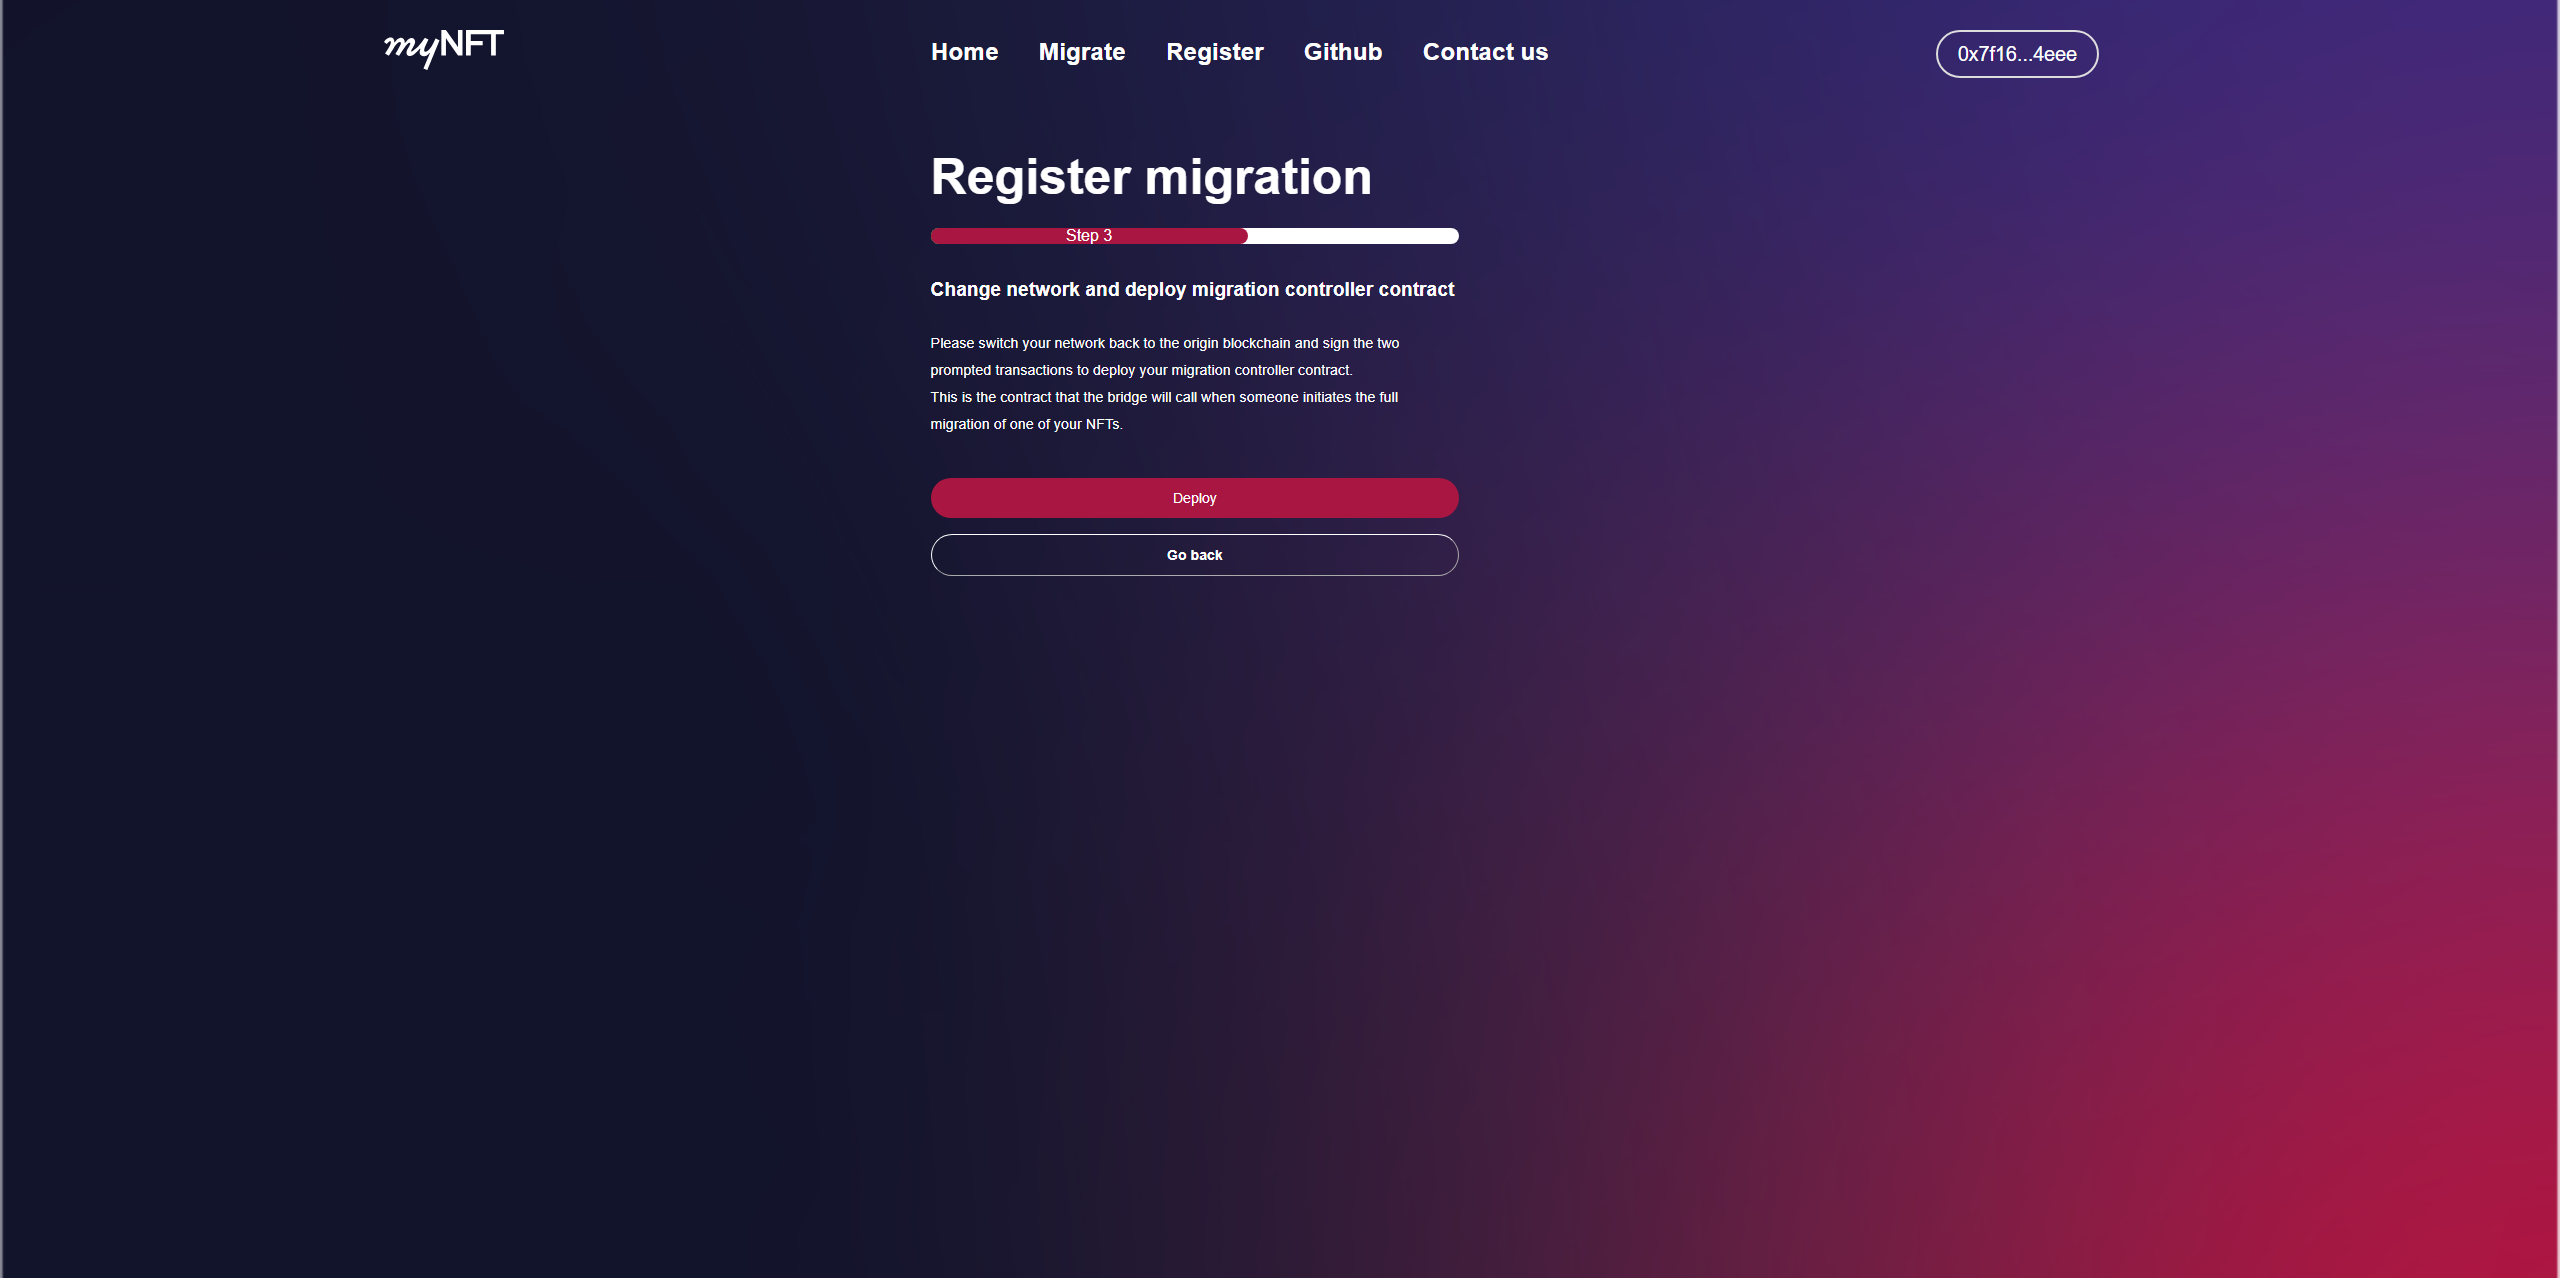 myNFT
Home Migrate Register Github Contact us
0x7f16...4eee
Register migration
Step 3
Change network and deploy migration controller contract
Please switch your network back to the origin blockchain and sign the two
prompted transactions to deploy your migration controller contract.
This is the contract that the bridge will call when someone initiates the full
migration of one of your NFTs.
Deploy
Go back